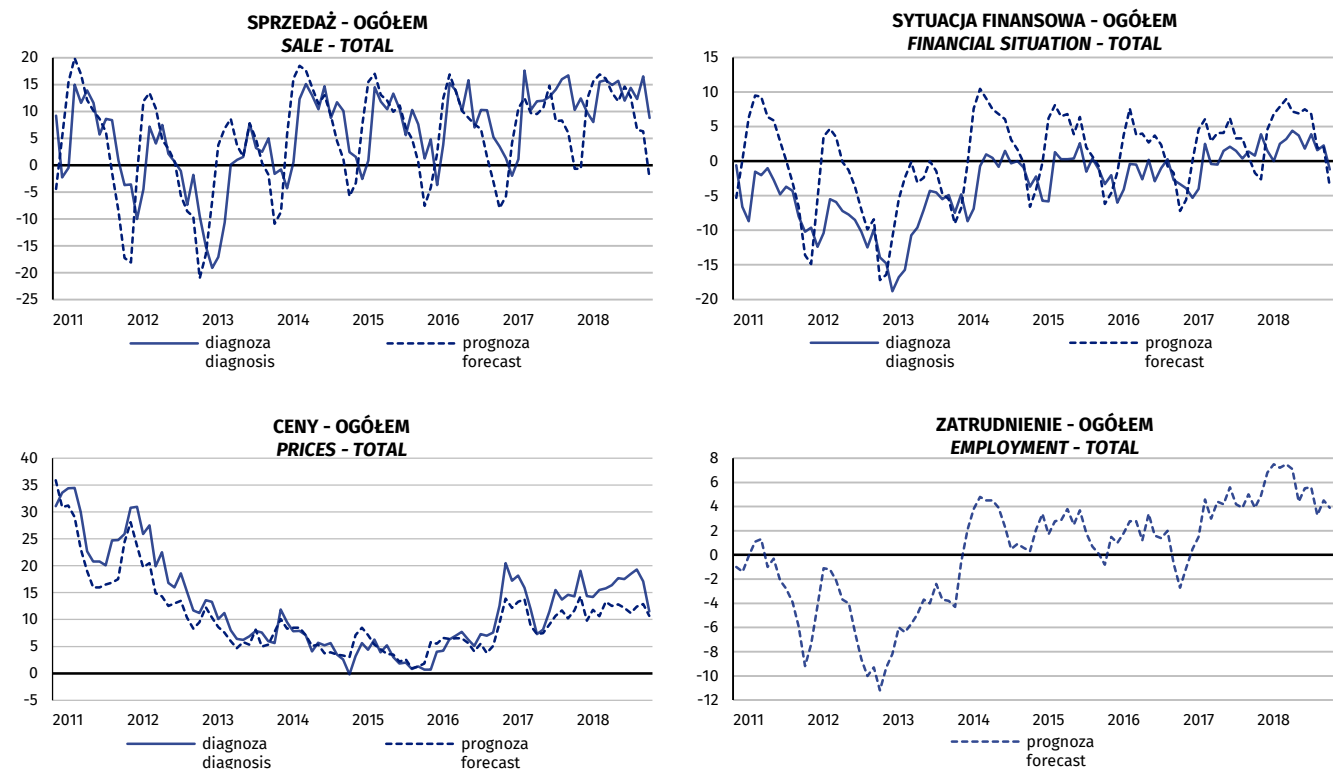 SPRZEDAŻ - OGÓŁEM
SALE - TOTAL
20
15
10
5
0
-5
-10
-15
-20
-25
2011 2012 2013 2014 2015 2016 2017 2018
diagnoza
diagnosis
prognoza
forecast
SYTUACJA FINANSOWA - OGÓŁEM
FINANCIAL SITUATION - TOTAL
15
10
5
0
-5
-10
-15
-20
2011 2012 2013 2014 2015 2016 2017 2018
diagnoza
diagnosis
prognoza
forecast
CENY - OGÓŁEM
PRICES - TOTAL
40
35
30
25
20
15
10
5
0
-5
2011 2012 2013 2014 2015 2016 2017 2018
diagnoza
diagnosis
prognoza
forecast
ZATRUDNIENIE - OGÓŁEM
EMPLOYMENT - TOTAL
8
6
4
2
0
-2
-4
-6
-8
-10
-12
2011 2012 2013 2014 2015 2016 2017 2018
prognoza
forecast